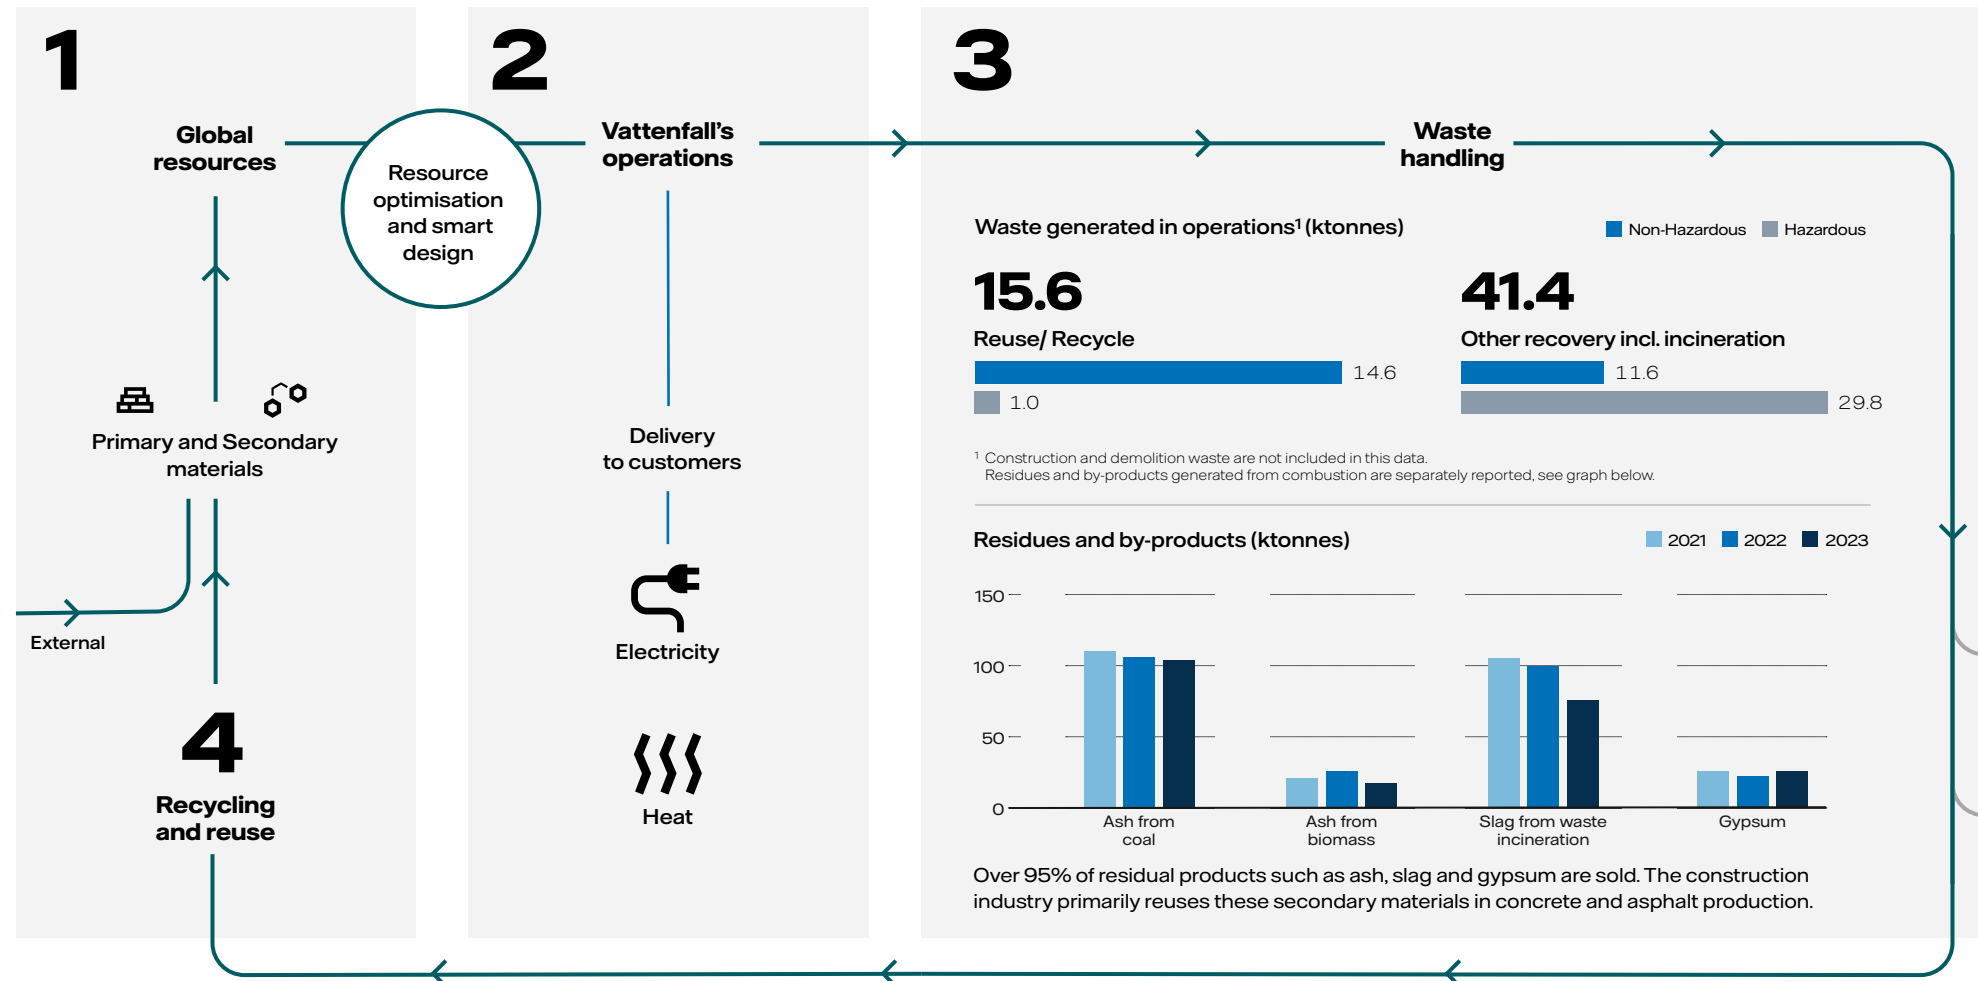 1
Global
resources
Resource
optimisation
and smart
design
Primary and Secondary
materials
External
4
Recycling
and reuse
2
Vattenfall's
operations
Delivery
to customers
Electricity
Heat
3
Waste
handling
Waste generated in operations¹ (ktonnes)
Non-Hazardous Hazardous
15.6
Reuse/ Recycle
14.6
1.0
41.4
Other recovery incl. incineration
11.6
29.8
¹ Construction and demolition waste are not included in this data.
Residues and by-products generated from combustion are separately reported, see graph below.
Residues and by-products (ktonnes)
2021 2022 2023
150
100
50
0
Ash from
coal
Ash from
biomass
Slag from waste
incineration
Gypsum
Over 95% of residual products such as ash, slag and gypsum are sold. The construction
industry primarily reuses these secondary materials in concrete and asphalt production.